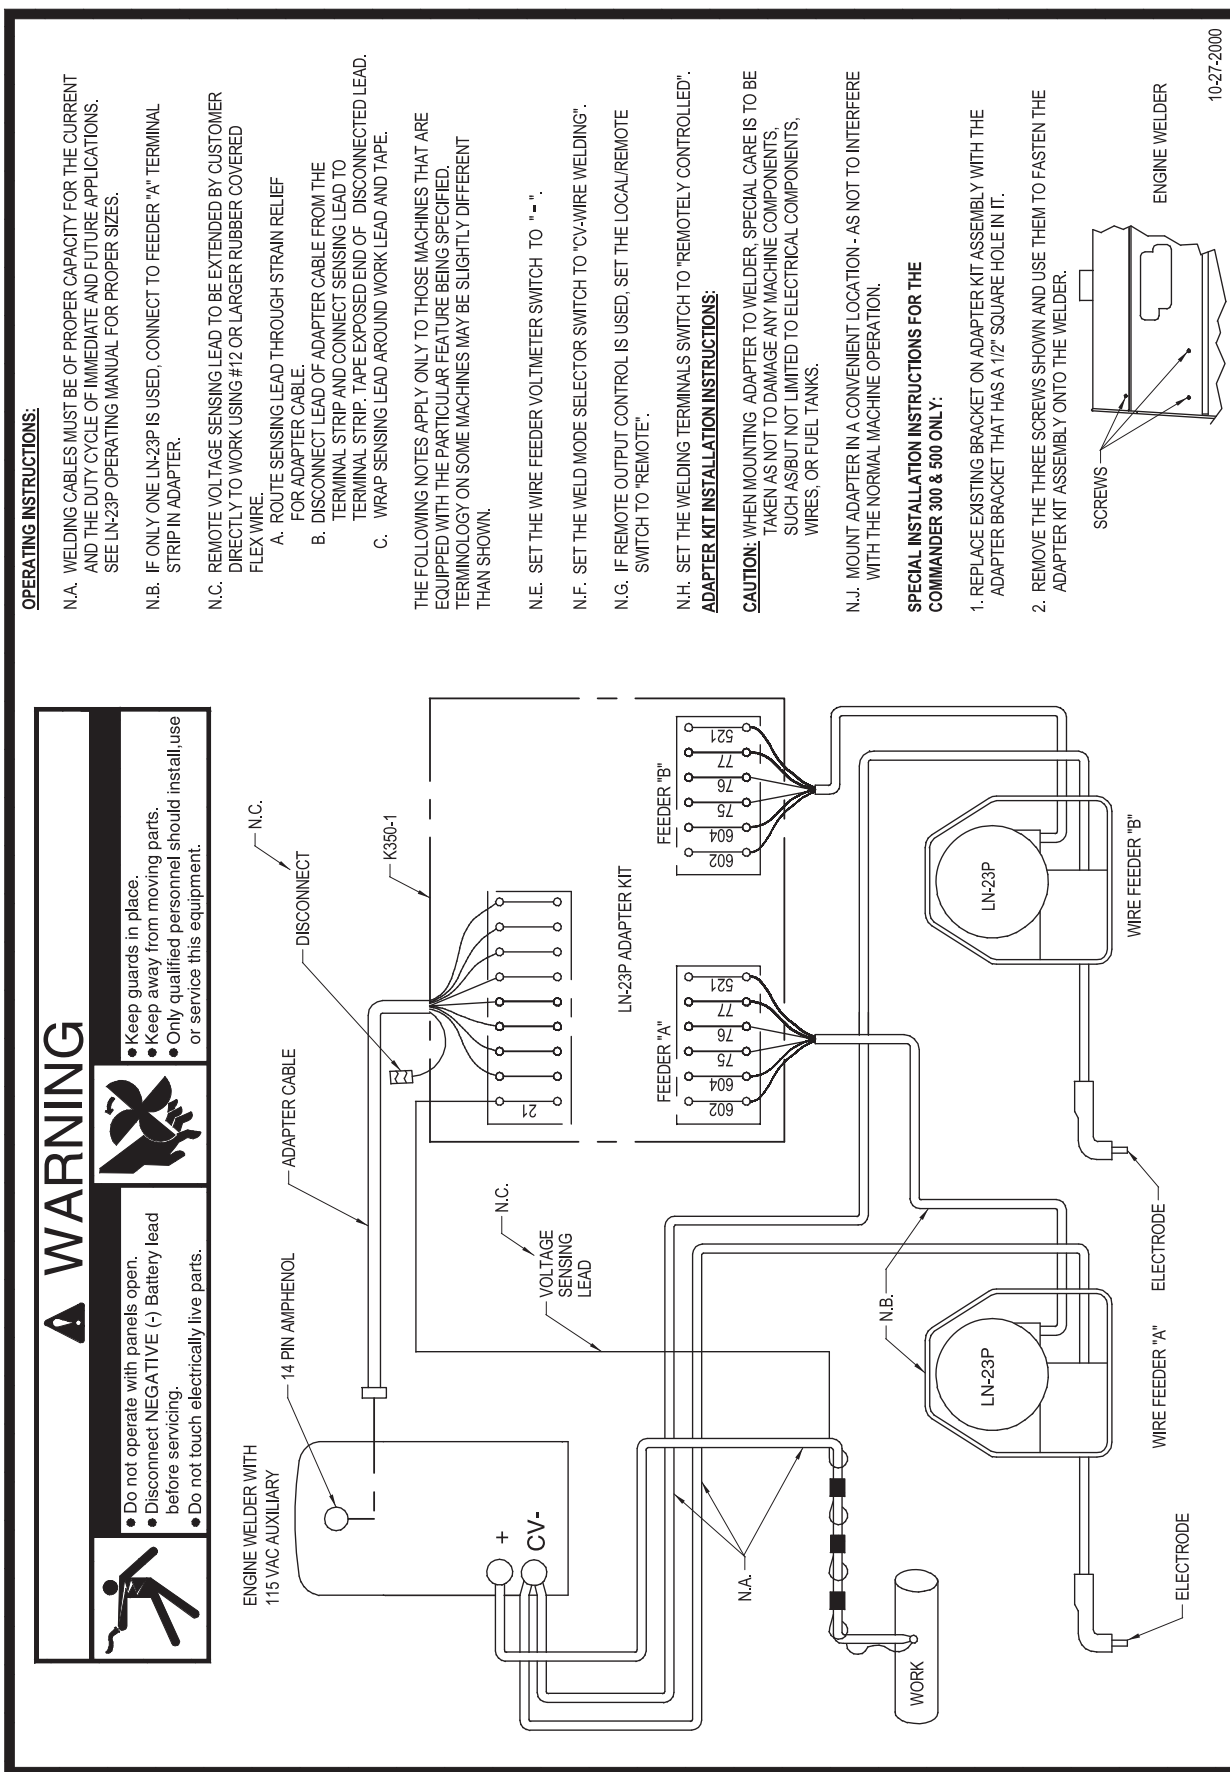 ⚠ WARNING
● Do not operate with panels open.
● Disconnect NEGATIVE (-) Battery lead
before servicing.
● Do not touch electrically live parts.
● Keep guards in place.
● Keep away from moving parts.
● Only qualified personnel should install,use
or service this equipment.
ENGINE WELDER WITH
115 VAC AUXILIARY
14 PIN AMPHENOL
ADAPTER CABLE
DISCONNECT
N.C.
K350-1
+
CV-
N.C.
VOLTAGE
SENSING
LEAD
21
LN-23P ADAPTER KIT
FEEDER "A"
602
604
75
76
77
521
FEEDER "B"
602
604
75
76
77
521
N.A.
N.B.
WORK
LN-23P
LN-23P
WIRE FEEDER "A"
WIRE FEEDER "B"
ELECTRODE
ELECTRODE
OPERATING INSTRUCTIONS:
N.A. WELDING CABLES MUST BE OF PROPER CAPACITY FOR THE CURRENT
AND THE DUTY CYCLE OF IMMEDIATE AND FUTURE APPLICATIONS.
SEE LN-23P OPERATING MANUAL FOR PROPER SIZES.
N.B. IF ONLY ONE LN-23P IS USED, CONNECT TO FEEDER "A" TERMINAL
STRIP IN ADAPTER.
N.C. REMOTE VOLTAGE SENSING LEAD TO BE EXTENDED BY CUSTOMER
DIRECTLY TO WORK USING #12 OR LARGER RUBBER COVERED
FLEX WIRE.
A. ROUTE SENSING LEAD THROUGH STRAIN RELIEF
FOR ADAPTER CABLE.
B. DISCONNECT LEAD OF ADAPTER CABLE FROM THE
TERMINAL STRIP AND CONNECT SENSING LEAD TO
TERMINAL STRIP. TAPE EXPOSED END OF DISCONNECTED LEAD.
C. WRAP SENSING LEAD AROUND WORK LEAD AND TAPE.
THE FOLLOWING NOTES APPLY ONLY TO THOSE MACHINES THAT ARE
EQUIPPED WITH THE PARTICULAR FEATURE BEING SPECIFIED.
TERMINOLOGY ON SOME MACHINES MAY BE SLIGHTLY DIFFERENT
THAN SHOWN.
N.E. SET THE WIRE FEEDER VOLTMETER SWITCH TO "-".
N.F. SET THE WELD MODE SELECTOR SWITCH TO "CV-WIRE WELDING".
N.G. IF REMOTE OUTPUT CONTROL IS USED, SET THE LOCAL/REMOTE
SWITCH TO "REMOTE".
N.H. SET THE WELDING TERMINALS SWITCH TO "REMOTELY CONTROLLED".
ADAPTER KIT INSTALLATION INSTRUCTIONS:
CAUTION: WHEN MOUNTING ADAPTER TO WELDER, SPECIAL CARE IS TO BE
TAKEN AS NOT TO DAMAGE ANY MACHINE COMPONENTS,
SUCH AS/BUT NOT LIMITED TO ELECTRICAL COMPONENTS,
WIRES, OR FUEL TANKS.
N.J. MOUNT ADAPTER IN A CONVENIENT LOCATION - AS NOT TO INTERFERE
WITH THE NORMAL MACHINE OPERATION.
SPECIAL INSTALLATION INSTRUCTIONS FOR THE
COMMANDER 300 & 500 ONLY:
1. REPLACE EXISTING BRACKET ON ADAPTER KIT ASSEMBLY WITH THE
ADAPTER BRACKET THAT HAS A 1/2" SQUARE HOLE IN IT.
2. REMOVE THE THREE SCREWS SHOWN AND USE THEM TO FASTEN THE
ADAPTER KIT ASSEMBLY ONTO THE WELDER.
SCREWS
ENGINE WELDER
10-27-2000